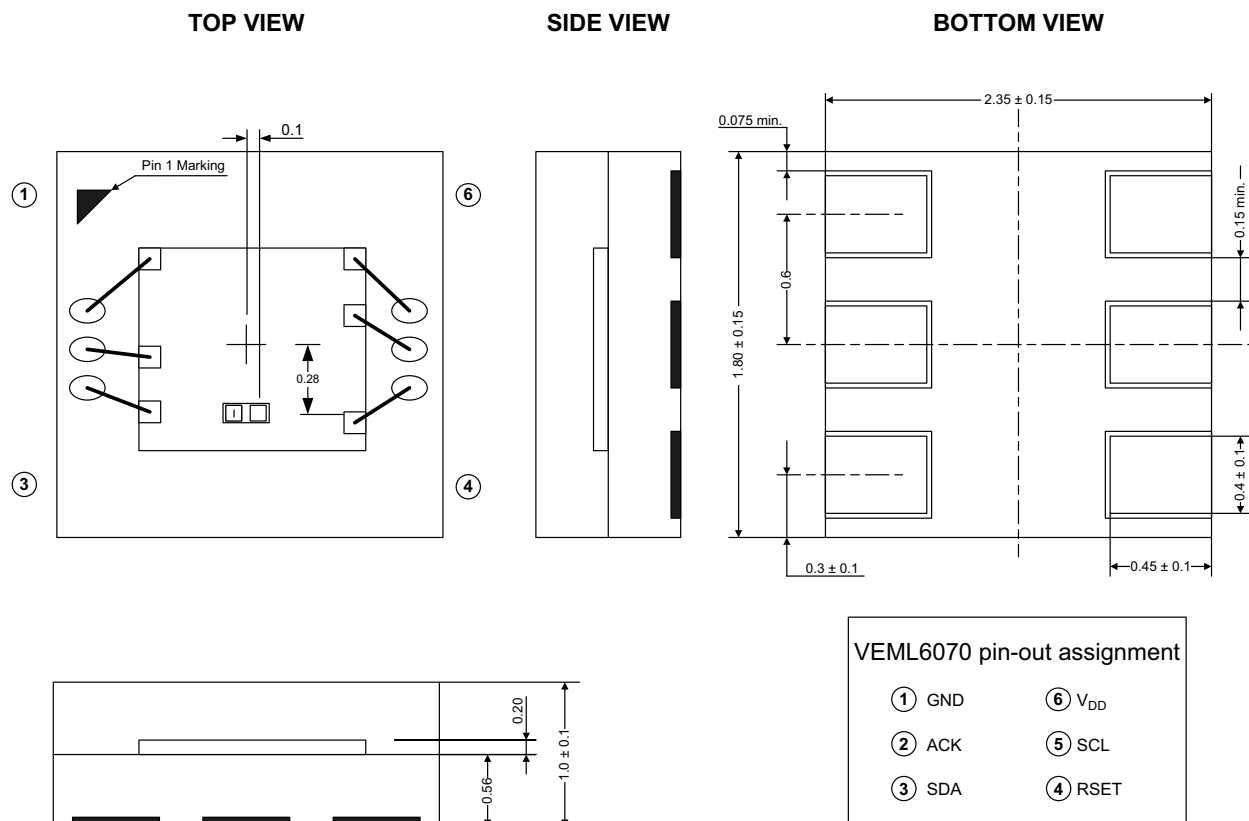 TOP VIEW
SIDE VIEW
BOTTOM VIEW
2.35 ± 0.15
0.075 min.
0.1
Pin 1 Marking
1
6
0.15 min.
0.6
1.80 ± 0.15
0.28
3
4
0.4 ± 0.1
0.3 ± 0.1
0.45 ± 0.1
VEML6070 pin-out assignment
1 GND
6 VDD
2 ACK
5 SCL
3 SDA
4 RSET
0.20
1.0 ± 0.1
0.56